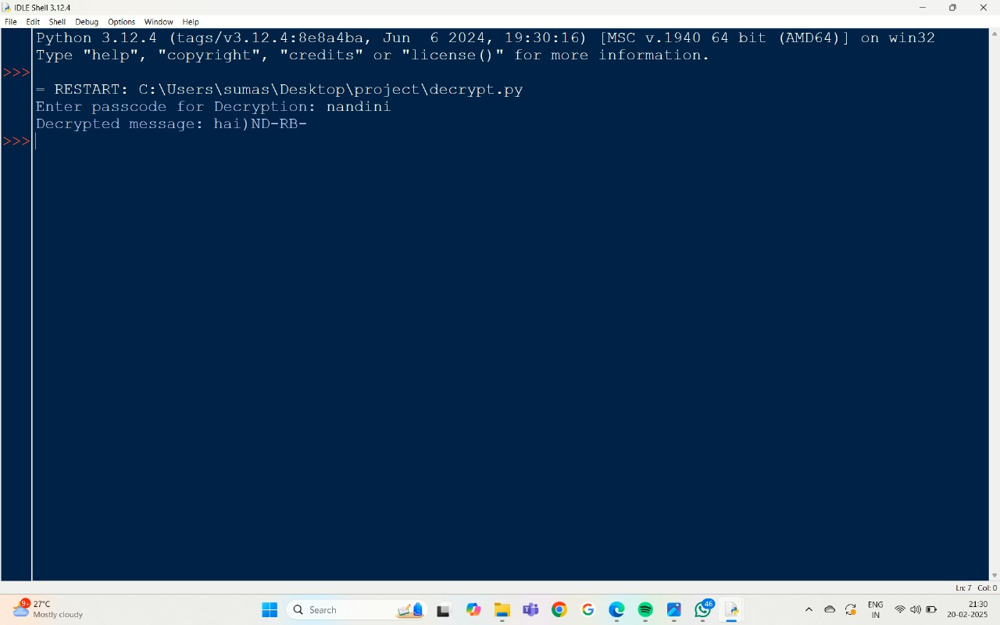 IDLE Shell 3.12.4
File Edit Shell Debug Options Window Help
Python 3.12.4 (tags/v3.12.4:8e8a4ba, Jun  6 2024, 19:30:16) [MSC v.1940 64 bit (AMD64)] on win32
Type "help", "copyright", "credits" or "license()" for more information.
>>>
= RESTART: C:\Users\sumas\Desktop\project\decrypt.py
Enter passcode for Decryption: nandini
Decrypted message: hai)ND-RB-
>>>
Ln: 7 Col: 0
9+ 27°C
Mostly cloudy
Search
46
ENG
IN
21:30
20-02-2025